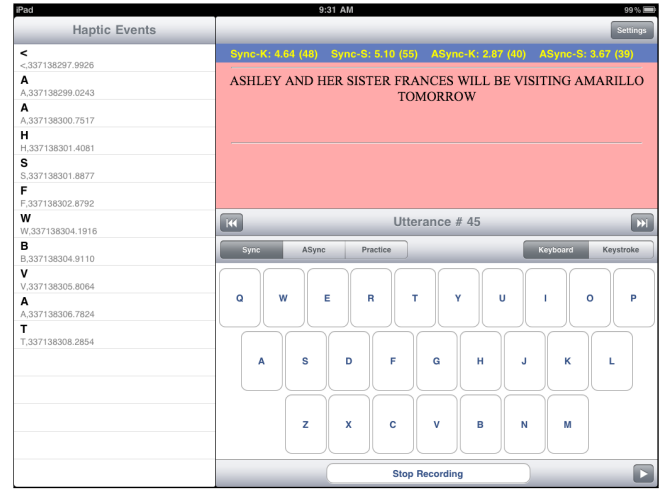 iPad
9:31 AM
99 %
Haptic Events
Settings
<
<,337138297.9926
A
A,337138299.0243
A
A,337138300.7517
H
H,337138301.4081
S
S,337138301.8877
F
F,337138302.8792
W
W,337138304.1916
B
B,337138304.9110
V
V,337138305.8064
A
A,337138306.7824
T
T,337138308.2854
Sync-K: 4.64 (48) Sync-S: 5.10 (55) ASync-K: 2.87 (40) ASync-S: 3.67 (39)
ASHLEY AND HER SISTER FRANCES WILL BE VISITING AMARILLO
TOMORROW
Utterance # 45
Sync ASync Practice Keyboard Keystroke
Q W E R T Y U I O P
A S D F G H J K L
Z X C V B N M
Stop Recording